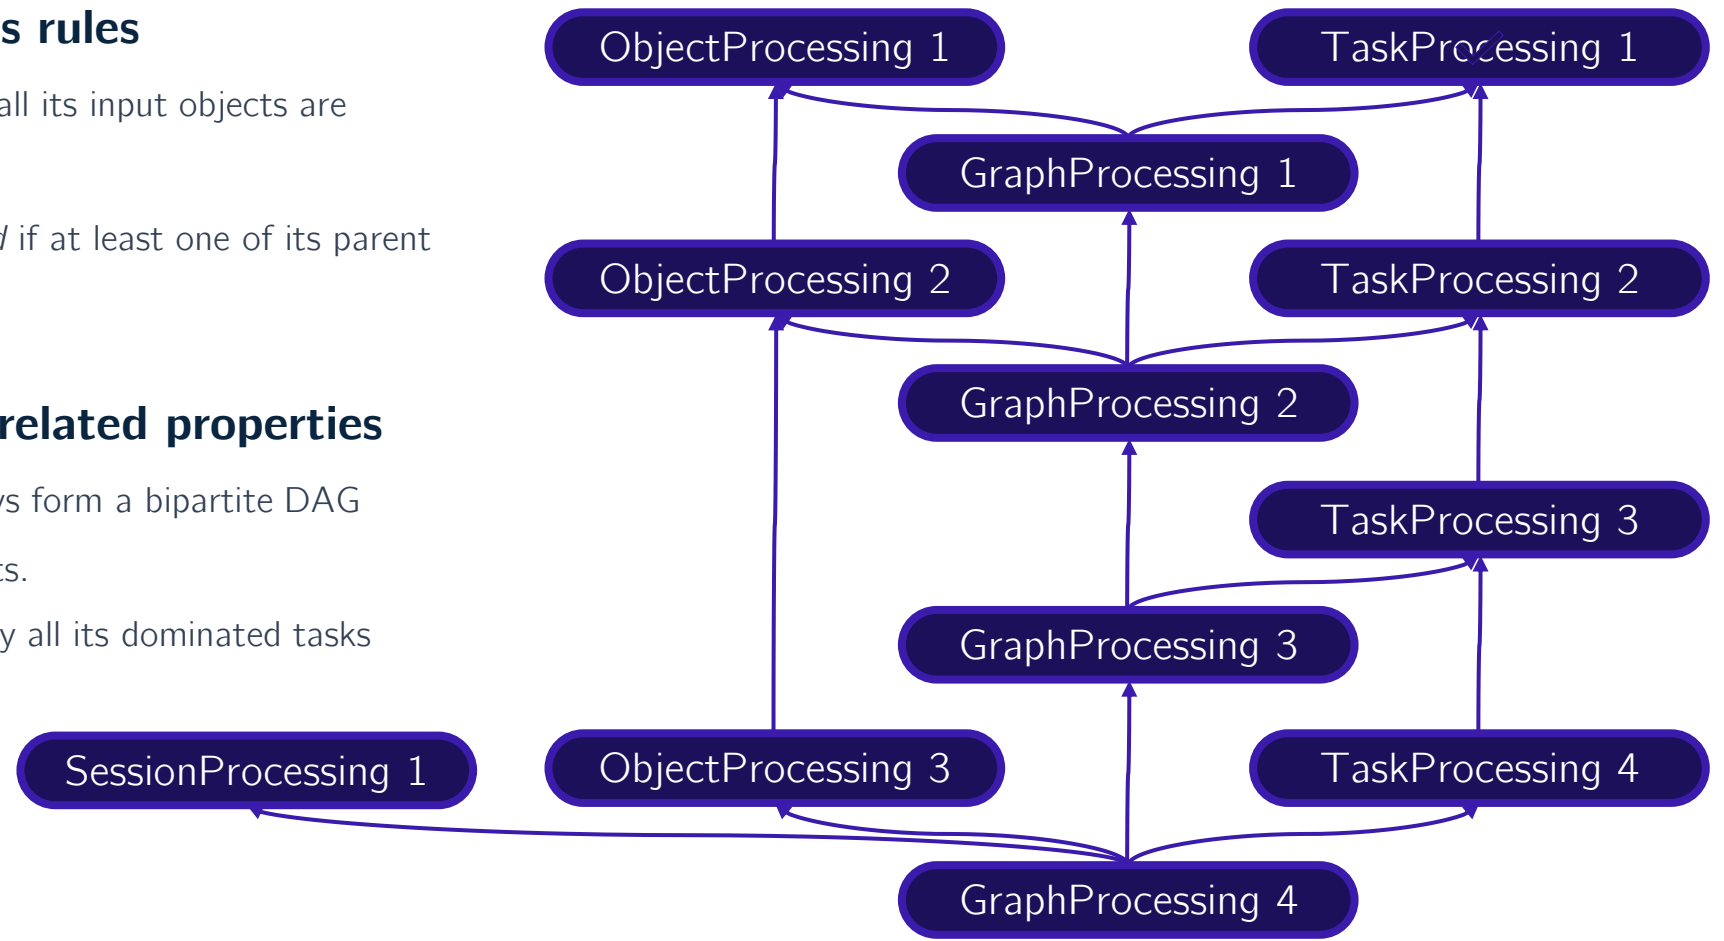 s rules
all its input objects are
d if at least one of its parent
related properties
ys form a bipartite DAG
ts.
y all its dominated tasks
ObjectProcessing 1
TaskProcessing 1
GraphProcessing 1
ObjectProcessing 2
TaskProcessing 2
GraphProcessing 2
TaskProcessing 3
GraphProcessing 3
SessionProcessing 1
ObjectProcessing 3
TaskProcessing 4
GraphProcessing 4